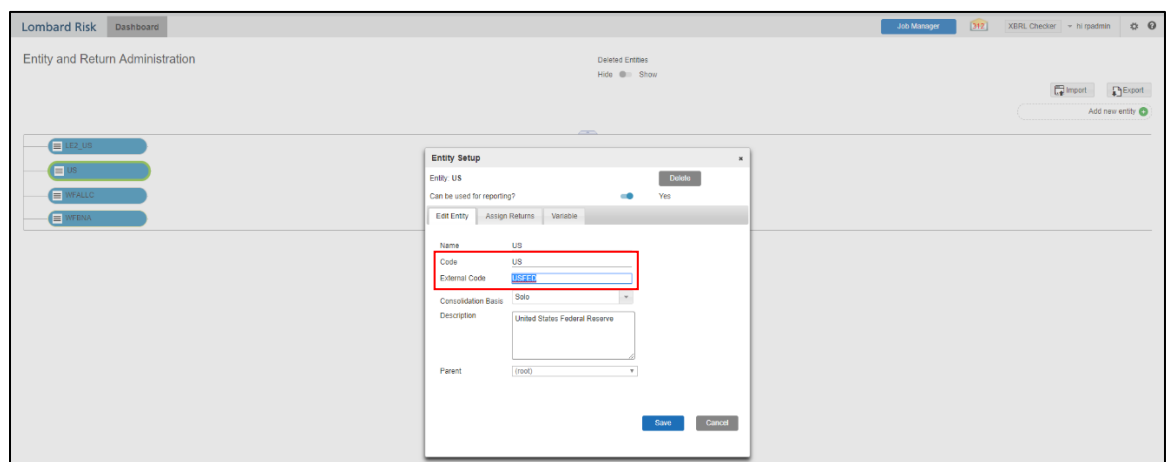 Lombard Risk Dashboard Job Manager 312 XBRL Checker hi rpadmin
Entity and Return Administration
Deleted Entities
Hide Show
Import Export
Add new entity
LE2_US
US
WFALLC
WFBNA
Entity Setup x
Entity: US Delete
Can be used for reporting? Yes
Edit Entity Assign Returns Variable
Name US
Code US
External Code USFED
Consolidation Basis Solo
Description United States Federal Reserve
Parent (root)
Save Cancel